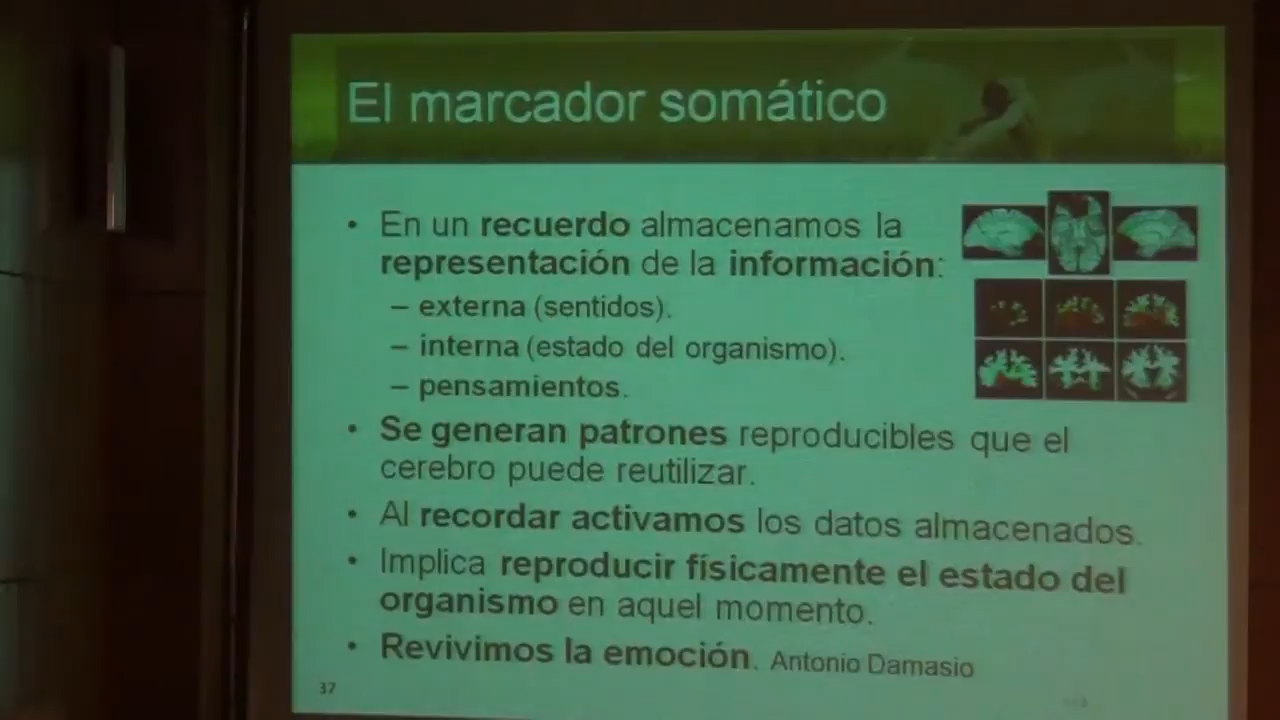 El marcador somático
• En un recuerdo almacenamos la
representación de la información:
– externa (sentidos).
– interna (estado del organismo).
– pensamientos.
• Se generan patrones reproducibles que el
cerebro puede reutilizar.
• Al recordar activamos los datos almacenados.
• Implica reproducir físicamente el estado del
organismo en aquel momento.
• Revivimos la emoción. Antonio Damasio
37